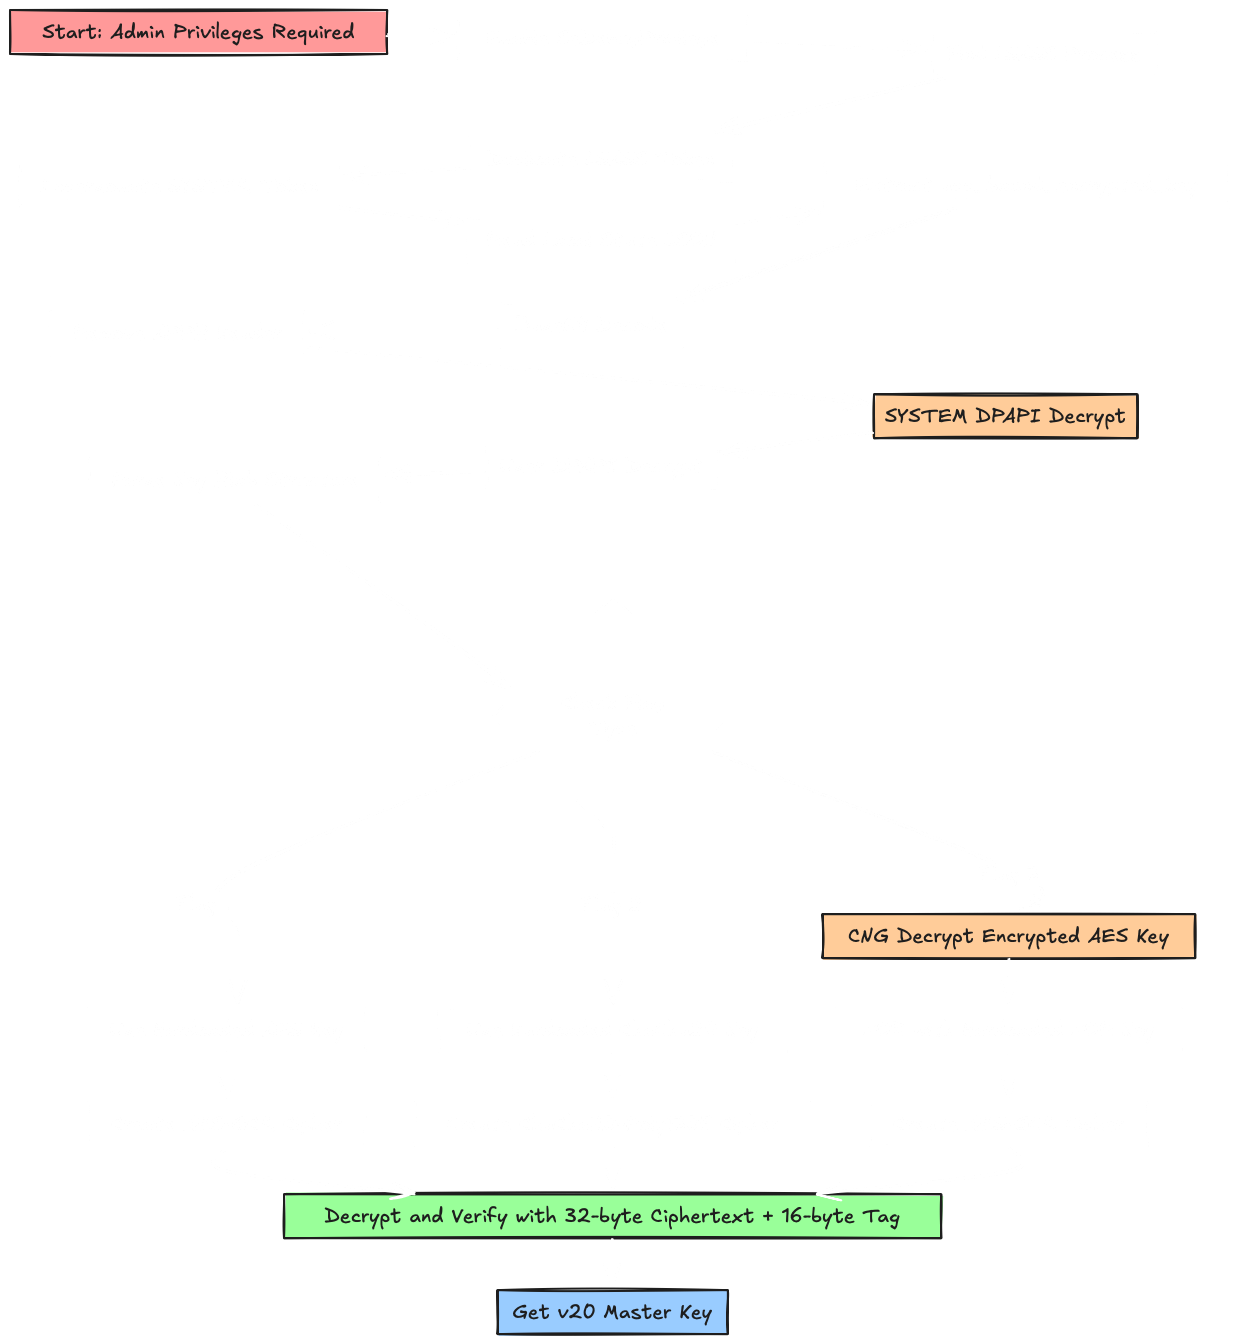 Start: Admin Privileges Required
SYSTEM DPAPI Decrypt
CNG Decrypt Encrypted AES Key
Decrypt and Verify with 32-byte Ciphertext + 16-byte Tag
Get v20 Master Key